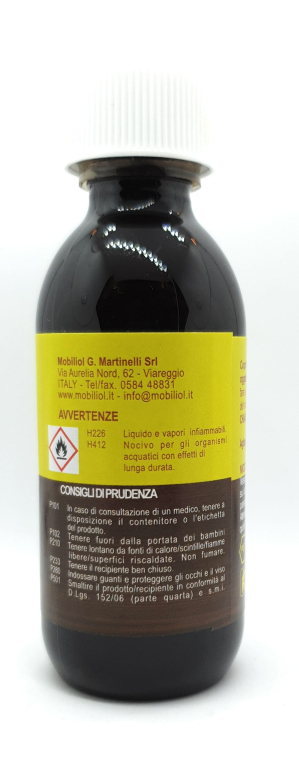 Mobiliol G. Martinelli Srl
Via Aurelia Nord, 62 - Viareggio
ITALY - Tel/fax. 0584 48831
www.mobiliol.it - info@mobiliol.it
AVVERTENZE
H226 Liquido e vapori infiammabili.
H412 Nocivo per gli organismi
acquatici con effetti di
lunga durata.
CONSIGLI DI PRUDENZA
P101 In caso di consultazione di un medico, tenere a
disposizione il contenitore o l'etichetta
del prodotto.
P102 Tenere fuori dalla portata dei bambini
P210 Tenere lontano da fonti di calore/scintille/fiamme
libere/superfici riscaldate. Non fumare.
P233 Tenere il recipiente ben chiuso.
P280 Indossare guanti e proteggere gli occhi e il viso
P501 Smaltire il prodotto/recipiente in conformità al
D.Lgs. 152/06 (parte quarta) e s.m.i.